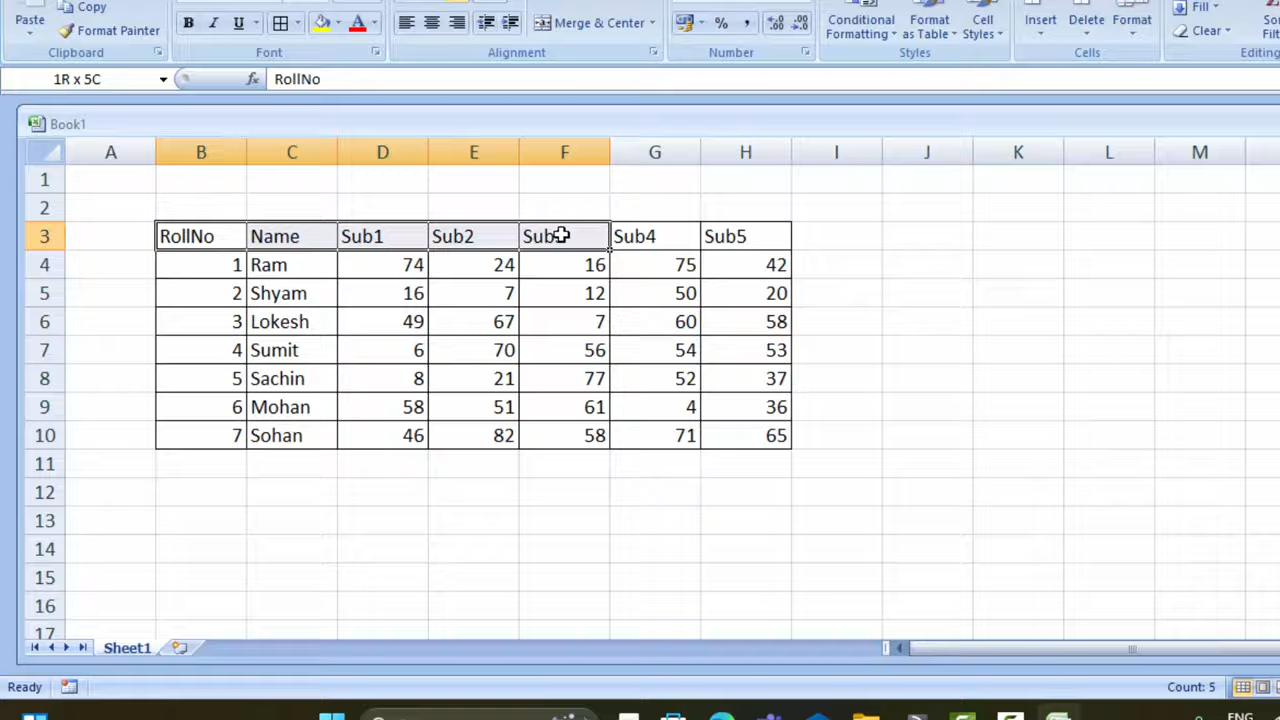 Paste
Copy
Format Painter
Clipboard
B I U
A
Font
Merge & Center
Alignment
% ,
Number
Conditional Formatting
Format as Table
Cell Styles
Styles
Insert
Delete
Format
Cells
Fill
Clear
1R x 5C fx RollNo
Book1
A B C D E F G H I J K L M
1
2
3 RollNo Name Sub1 Sub2 Sub Sub4 Sub5
4 1 Ram 74 24 16 75 42
5 2 Shyam 16 7 12 50 20
6 3 Lokesh 49 67 7 60 58
7 4 Sumit 6 70 56 54 53
8 5 Sachin 8 21 77 52 37
9 6 Mohan 58 51 61 4 36
10 7 Sohan 46 82 58 71 65
11
12
13
14
15
16
17
Sheet1
Ready Count: 5
ENG